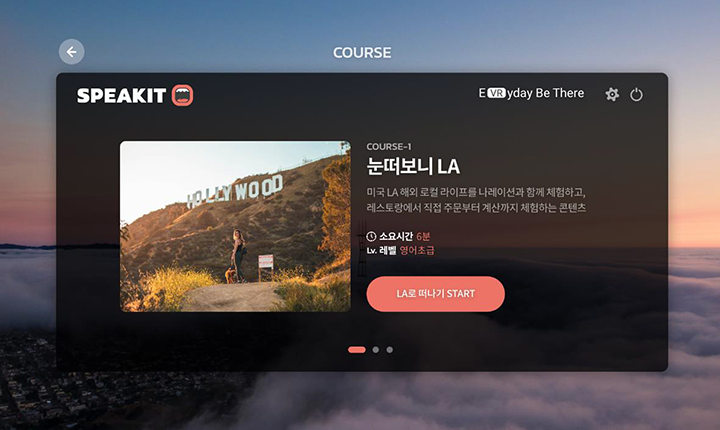 COURSE
SPEAKIT
EVRyday Be There
HOLLYWOOD
COURSE-1
눈떠보니 LA
미국 LA 해외 로컬 라이프를 나레이션과 함께 체험하고,
레스토랑에서 직접 주문부터 계산까지 체험하는 콘텐츠
소요시간 6분
Lv. 레벨 영어초급
LA로 떠나기 START